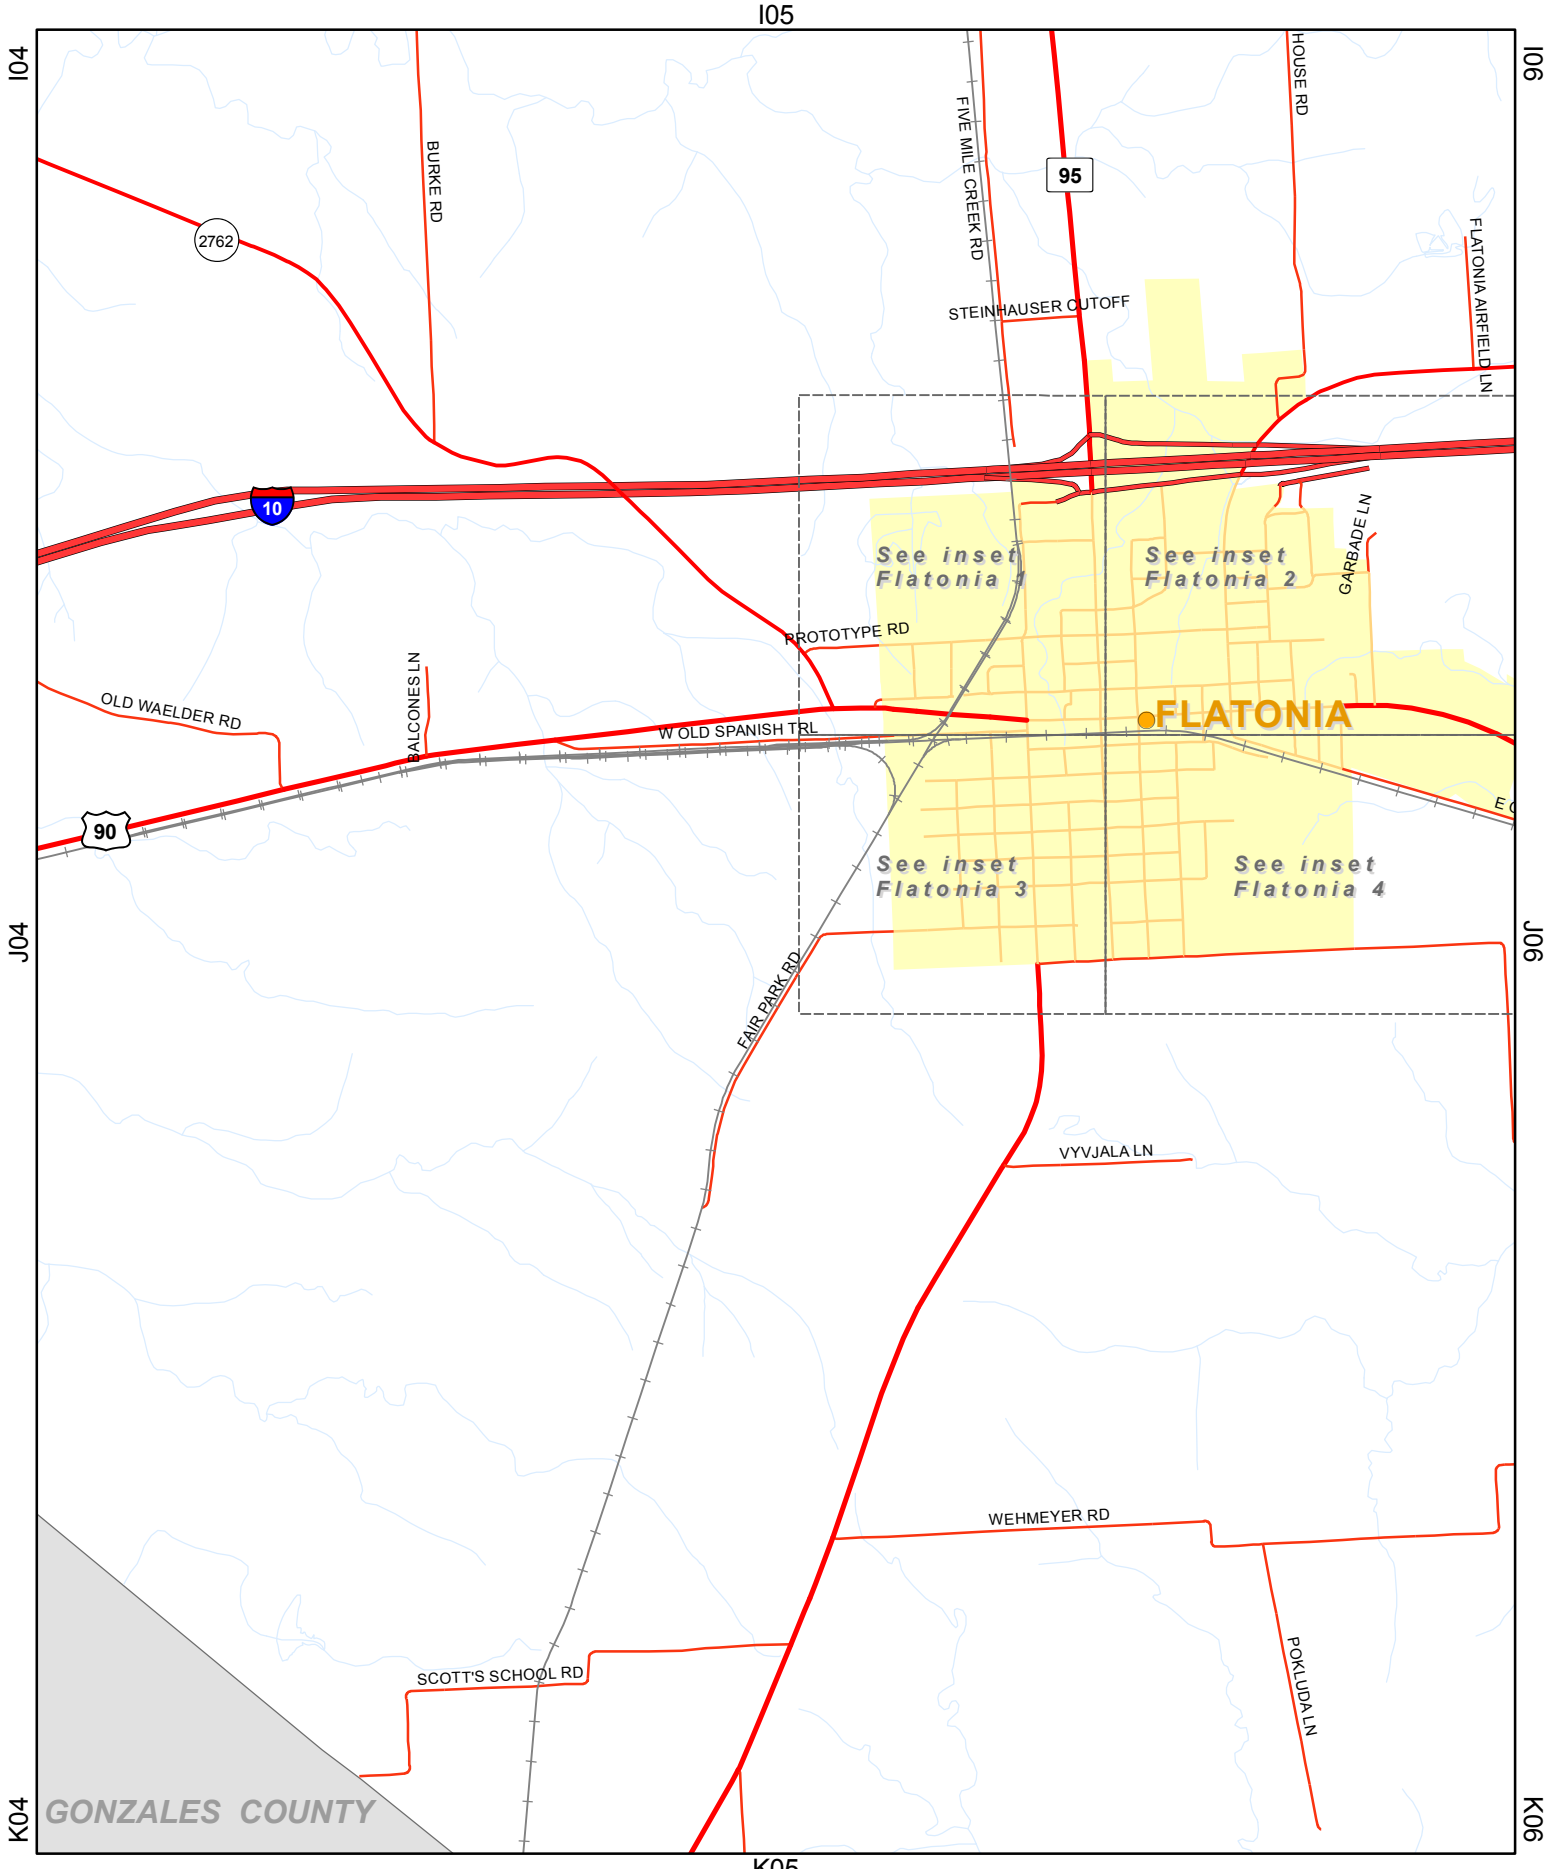 I05
I04
I06
HOUSE RD
FIVE MILE CREEK RD
BURKE RD
95
2762
FLATONIA AIRFIELD LN
STEINHAUSER CUTOFF
10
GARBADE LN
See inset
Flatonia 1
See inset
Flatonia 2
PROTOTYPE RD
BALCONES LN
OLD WAELDER RD
FLATONIA
W OLD SPANISH TRL
90
See inset
Flatonia 3
See inset
Flatonia 4
J04
J06
FAIR PARK RD
VYVJALA LN
WEHMEYER RD
POKLUDA LN
SCOTT'S SCHOOL RD
GONZALES COUNTY
K04
K06
K05